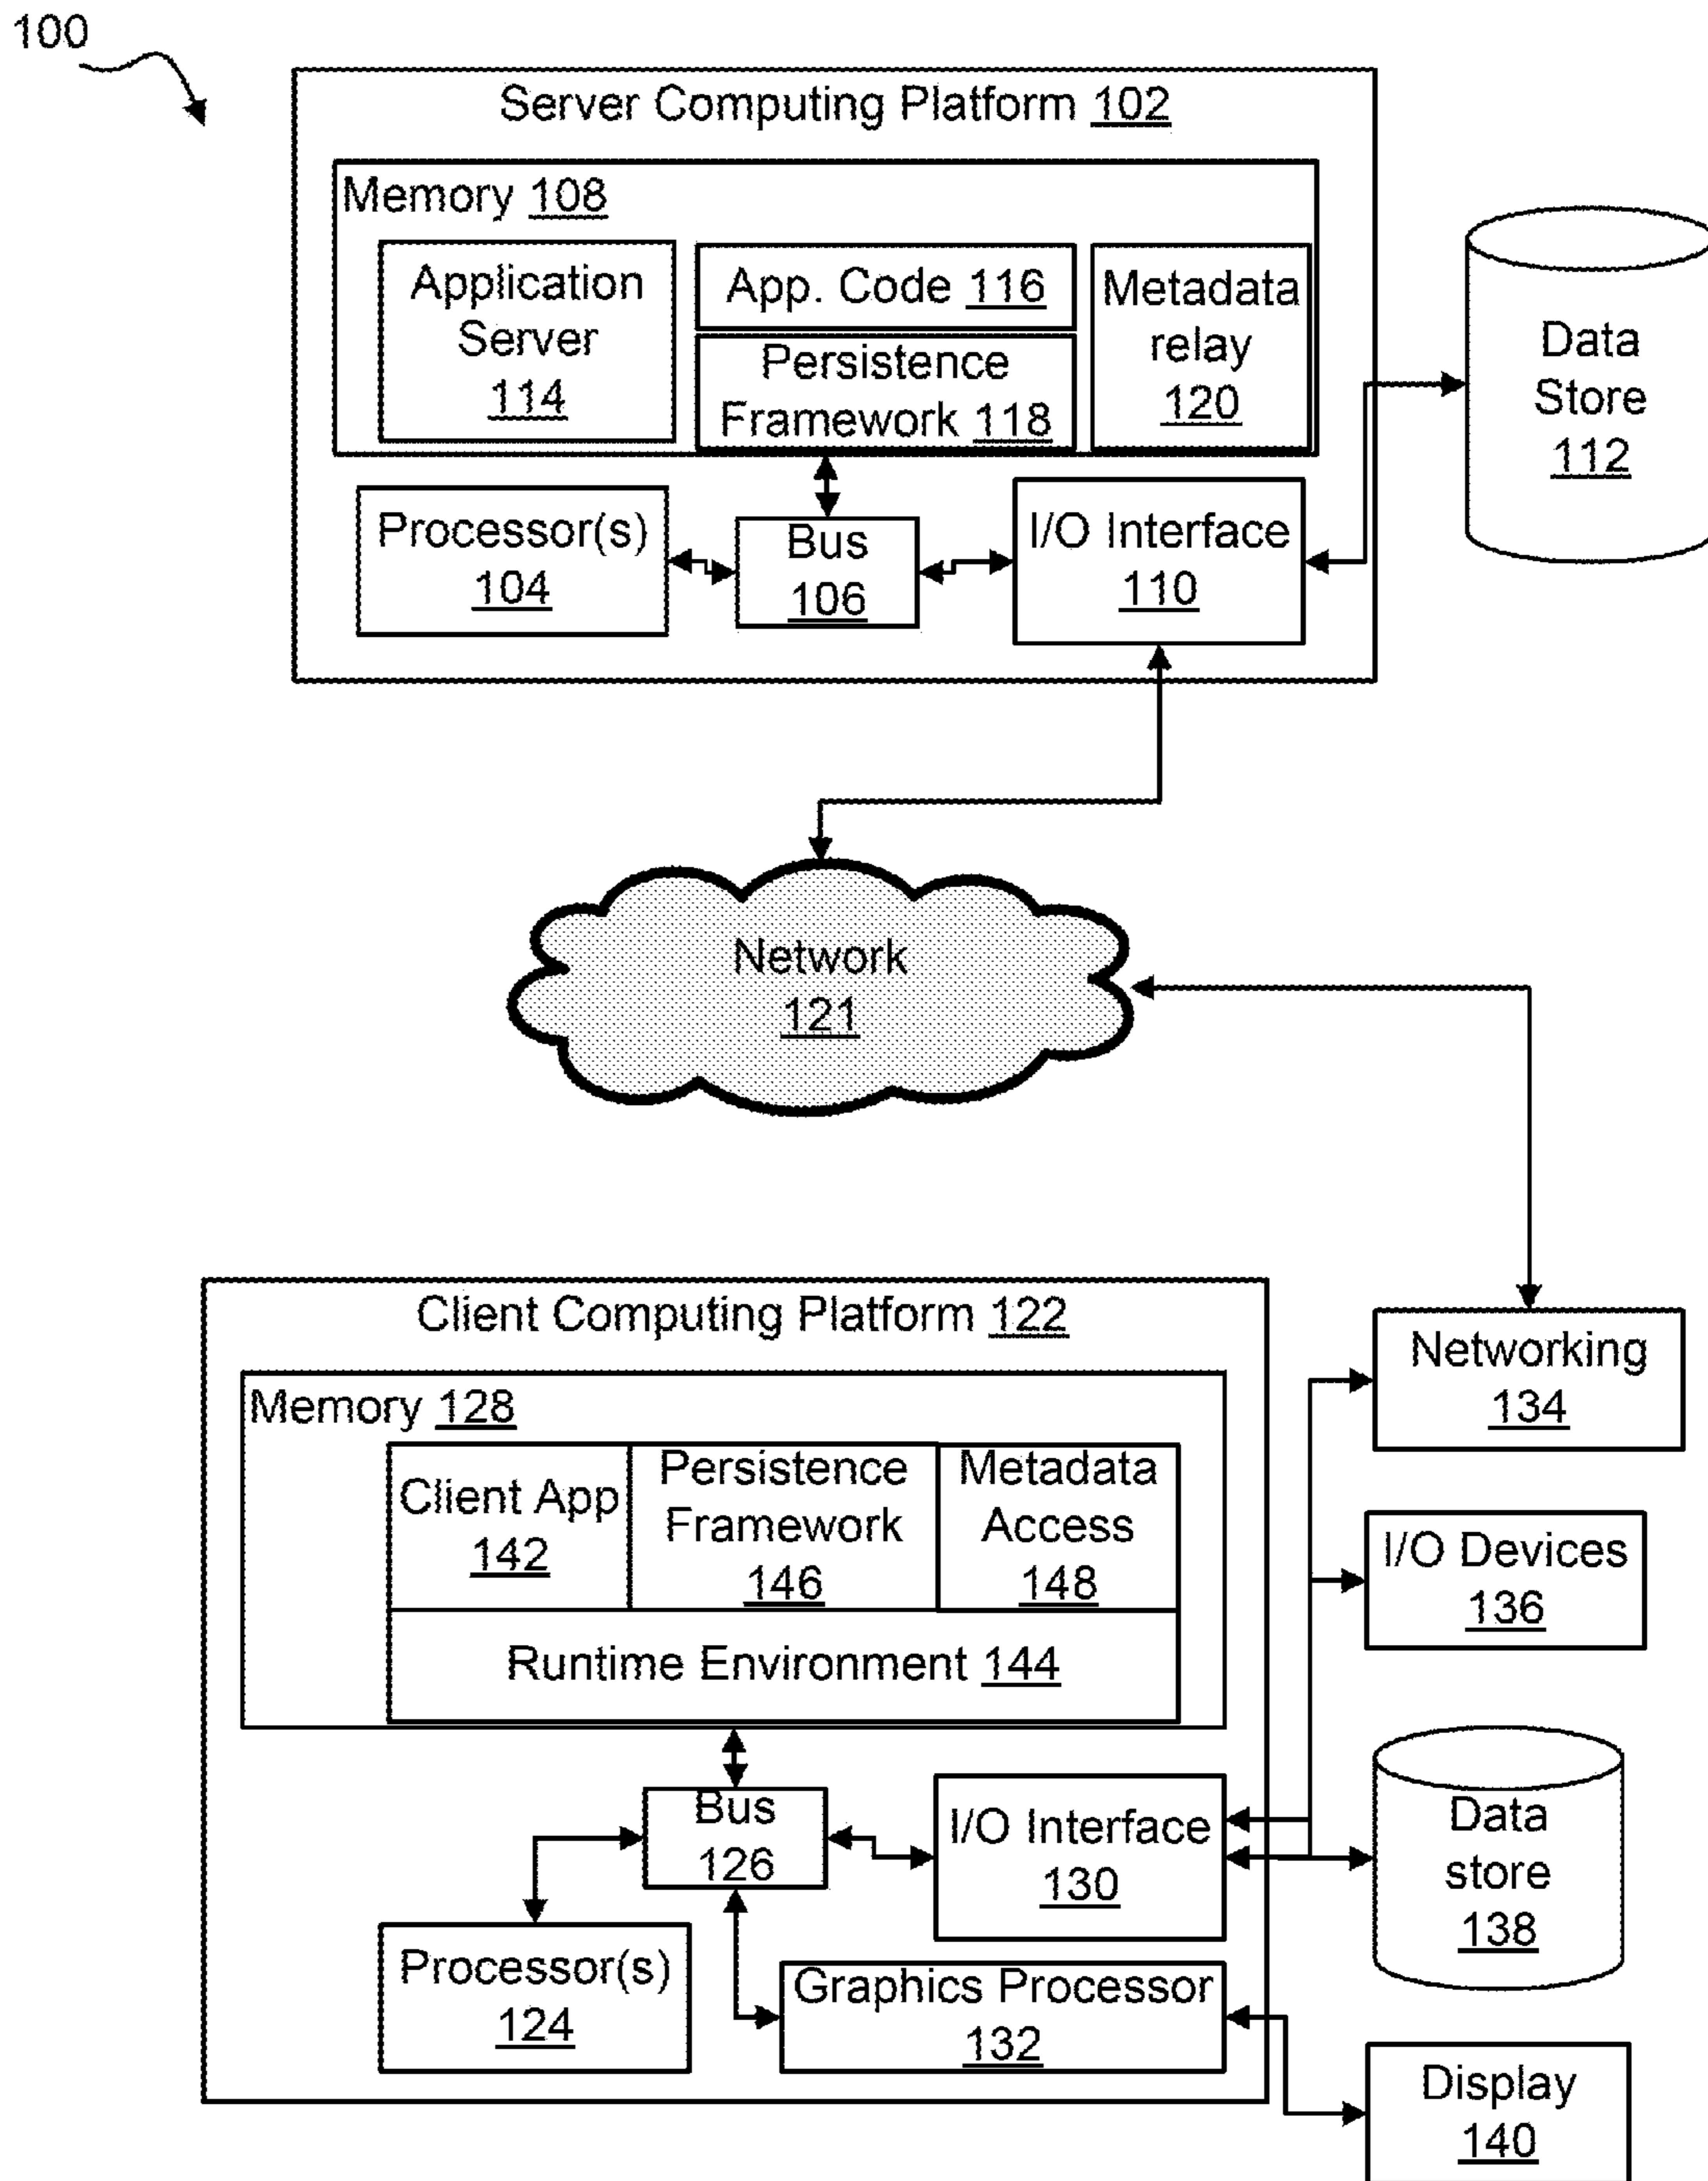 100
Server Computing Platform 102
Memory 108
Application
Server
114
App. Code 116
Persistence
Framework 118
Metadata
relay
120
Data
Store
112
Processor(s)
104
Bus
106
I/O Interface
110
Network
121
Client Computing Platform 122
Memory 128
Client App
142
Persistence
Framework
146
Metadata
Access
148
Runtime Environment 144
Networking
134
I/O Devices
136
Bus
126
I/O Interface
130
Data
store
138
Processor(s)
124
Graphics Processor
132
Display
140